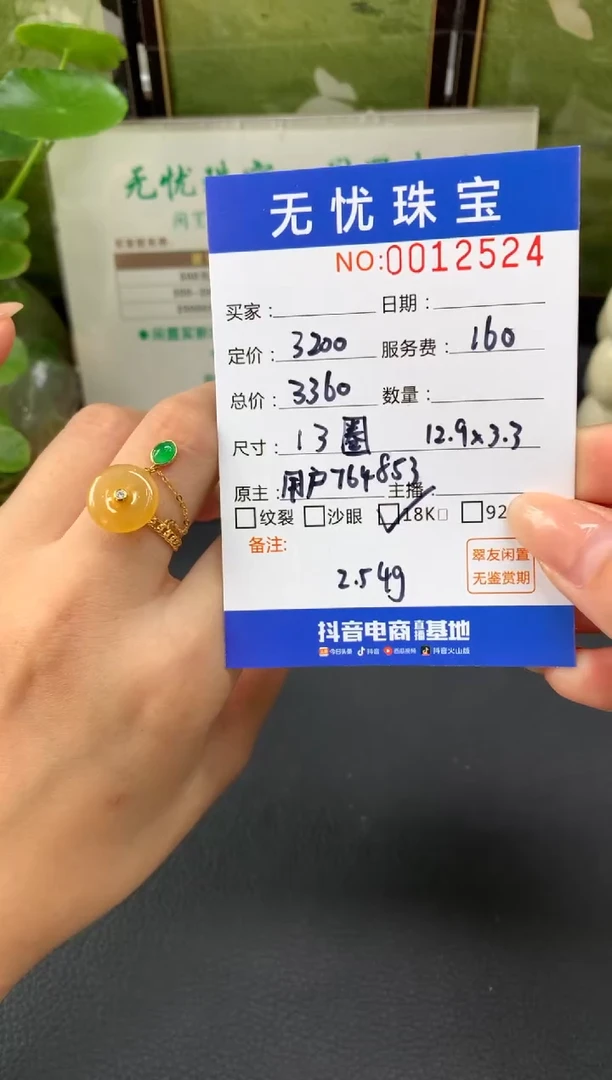 无忧珠宝
无忧珠宝
NO:0012524
买家： 日期：
定价：3200 服务费：160
总价：3360 数量：
尺寸：13圈 12.9x3.3
原主：用户764853 主播：
纹裂 沙眼 18K 92
备注：
2.54g
翠友闲置
无鉴赏期
抖音电商直播基地
今日头条 抖音 西瓜视频 抖音火山版